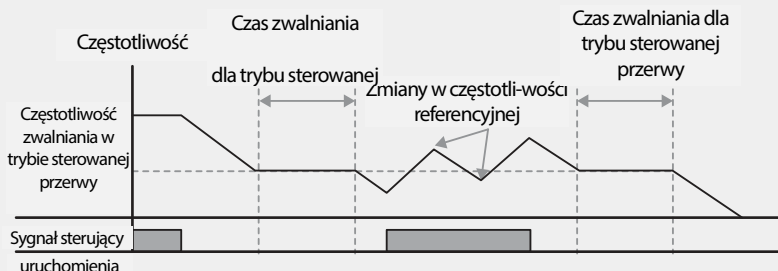 Częstotliwość
Czas zwalniania
dla trybu sterowanej
Czas zwalniania dla
trybu sterowanej
przerwy
Zmiany w częstotli-wości
referencyjnej
Częstotliwość
zwalniania w
trybie sterowanej
przerwy
Sygnał sterujący
uruchomienia